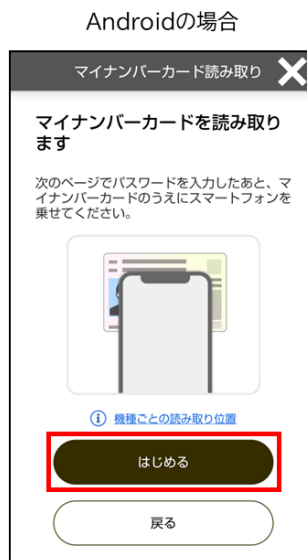 Androidの場合
マイナンバーカード読み取り
マイナンバーカードを読み取り
ます
次のページでパスワードを入力したあと、マ
イナンバーカードのうえにスマートフォンを
乗せてください。
機種ごとの読み取り位置
はじめる
戻る